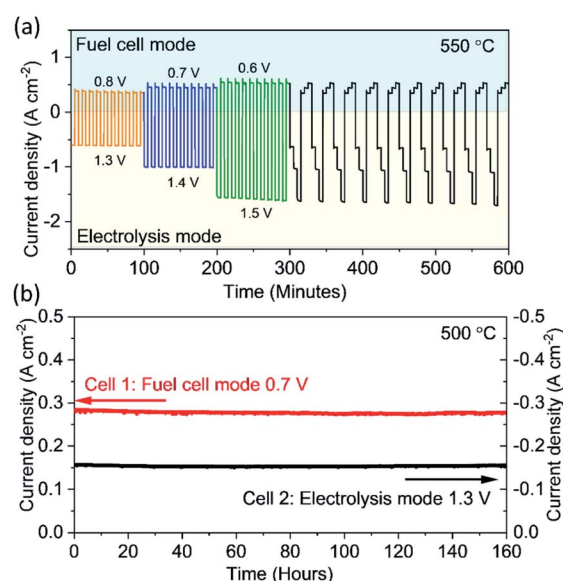 (a)
Fuel cell mode
550 °C
0.8 V
0.7 V
0.6 V
1.3 V
1.4 V
1.5 V
Electrolysis mode
Current density (A cm⁻²)
1
0
-1
-2
0 100 200 300 400 500 600
Time (Minutes)
(b)
500 °C
Cell 1: Fuel cell mode 0.7 V
Cell 2: Electrolysis mode 1.3 V
Current density (A cm⁻²)
0.5
0.4
0.3
0.2
0.1
0.0
-0.5
-0.4
-0.3
-0.2
-0.1
0.0
Current density (A cm⁻²)
0 20 40 60 80 100 120 140 160
Time (Hours)